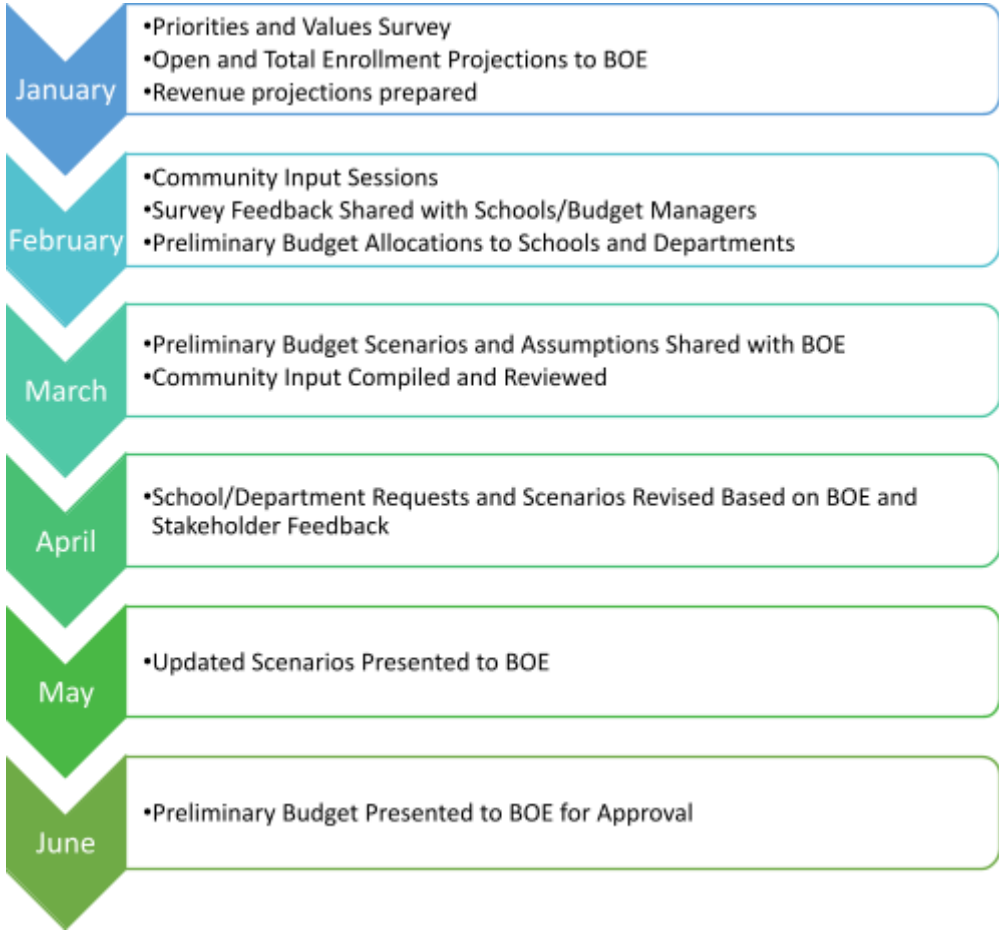 January
•Priorities and Values Survey
•Open and Total Enrollment Projections to BOE
•Revenue projections prepared
February
•Community Input Sessions
•Survey Feedback Shared with Schools/Budget Managers
•Preliminary Budget Allocations to Schools and Departments
March
•Preliminary Budget Scenarios and Assumptions Shared with BOE
•Community Input Compiled and Reviewed
April
•School/Department Requests and Scenarios Revised Based on BOE and
Stakeholder Feedback
May
•Updated Scenarios Presented to BOE
June
•Preliminary Budget Presented to BOE for Approval